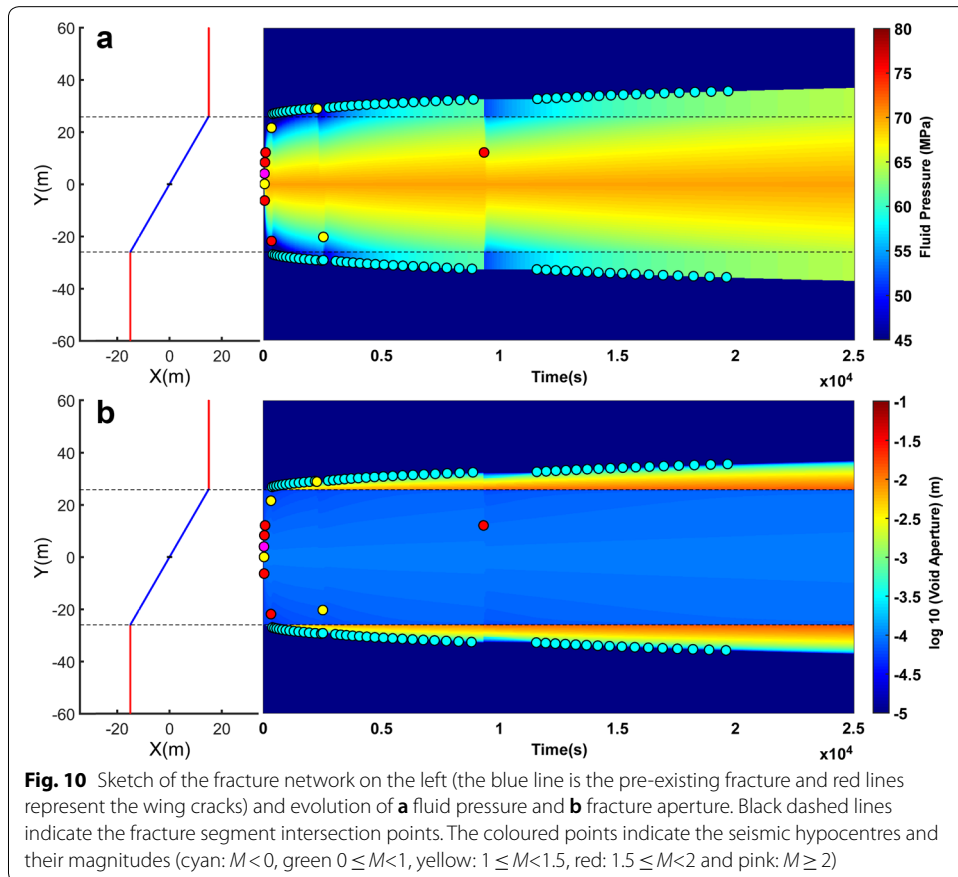 a
60
40
20
0
-20
-40
-60
Y(m)
-20 0 20
X(m)
0 0.5 1 1.5 2 2.5
Time(s)
x10⁴
80
75
70
65
60
55
50
45
Fluid Pressure (MPa)
b
60
40
20
0
-20
-40
-60
Y(m)
-20 0 20
X(m)
0 0.5 1 1.5 2 2.5
Time(s)
x10⁴
-1
-1.5
-2
-2.5
-3
-3.5
-4
-4.5
-5
log 10 (Void Aperture) (m)
Fig. 10 Sketch of the fracture network on the left (the blue line is the pre-existing fracture and red lines
represent the wing cracks) and evolution of a fluid pressure and b fracture aperture. Black dashed lines
indicate the fracture segment intersection points. The coloured points indicate the seismic hypocentres and
their magnitudes (cyan: M < 0, green 0 ≤ M < 1, yellow: 1 ≤ M < 1.5, red: 1.5 ≤ M < 2 and pink: M ≥ 2)